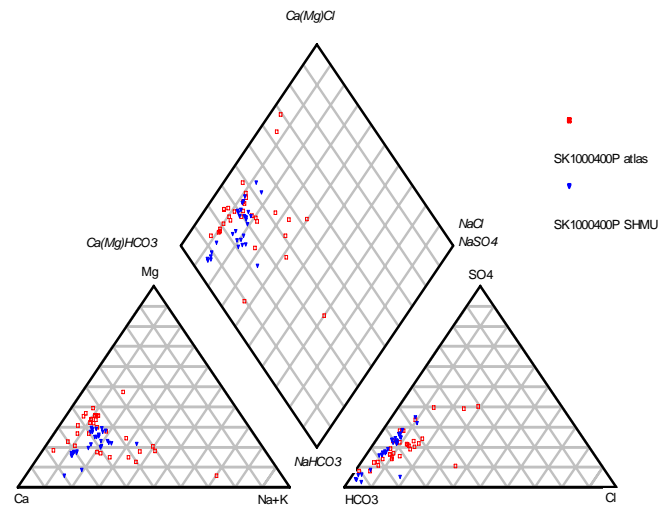 Ca(Mg)Cl
SK1000400P atlas
SK1000400P SHMU
NaCl
NaSO4
Ca(Mg)HCO3
Mg
SO4
NaHCO3
Ca
Na+K
HCO3
Cl